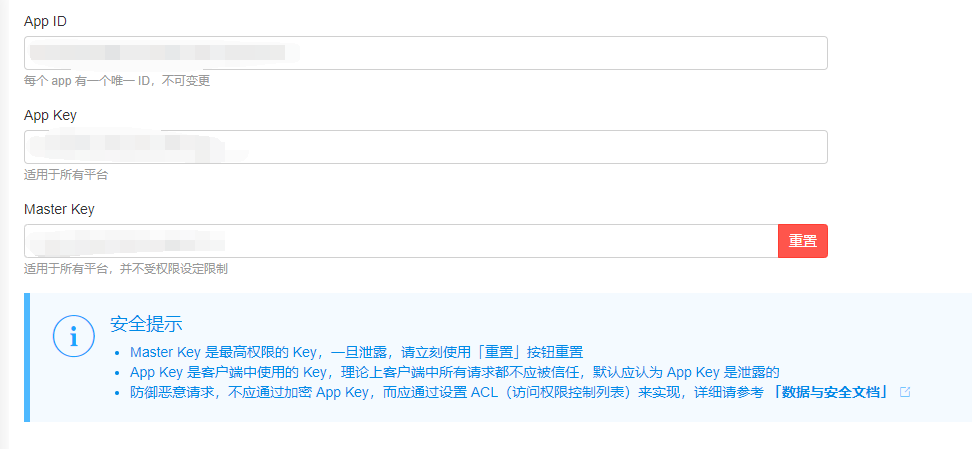 App ID
每个 app 有一个唯一 ID，不可变更
App Key
适用于所有平台
Master Key
重置
适用于所有平台，并不受权限设定限制
安全提示
Master Key 是最高权限的 Key，一旦泄露，请立刻使用「重置」按钮重置
App Key 是客户端中使用的 Key，理论上客户端中所有请求都不应被信任，默认应认为 App Key 是泄露的
防御恶意请求，不应通过加密 App Key，而应通过设置 ACL（访问权限控制列表）来实现，详细请参考「数据与安全文档」